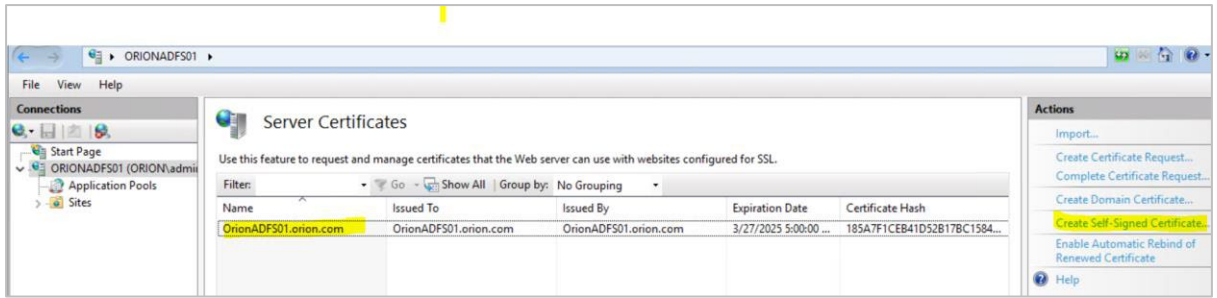 ORIONADFS01
File View Help
Connections
Start Page
ORIONADFS01 (ORION\admi
Application Pools
Sites
Server Certificates
Use this feature to request and manage certificates that the Web server can use with websites configured for SSL.
Filter: Go Show All Group by: No Grouping
Name Issued To Issued By Expiration Date Certificate Hash
OrionADFS01.orion.com OrionADFS01.orion.com OrionADFS01.orion.com 3/27/2025 5:00:00 ... 185A7F1CEB41D52B17BC1584...
Actions
Import...
Create Certificate Request...
Complete Certificate Request...
Create Domain Certificate...
Create Self-Signed Certificate...
Enable Automatic Rebind of
Renewed Certificate
Help